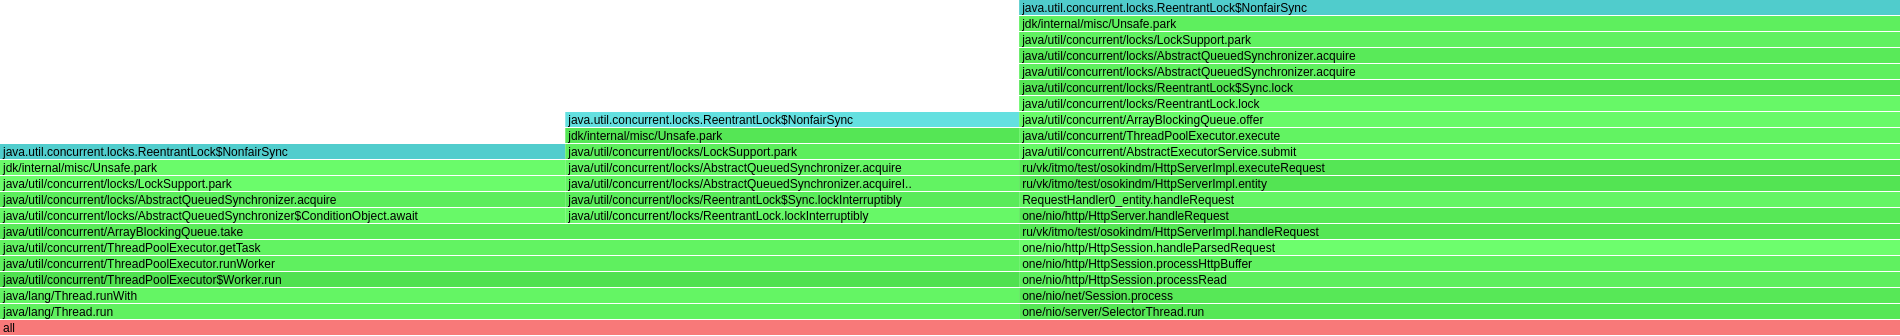 java.util.concurrent.locks.ReentrantLock$NonfairSync
jdk/internal/misc/Unsafe.park
java/util/concurrent/locks/LockSupport.park
java/util/concurrent/locks/AbstractQueuedSynchronizer.acquire
java/util/concurrent/locks/AbstractQueuedSynchronizer.acquire
java/util/concurrent/locks/ReentrantLock$Sync.lock
java/util/concurrent/locks/ReentrantLock.lock
java.util.concurrent.locks.ReentrantLock$NonfairSync java/util/concurrent/ArrayBlockingQueue.offer
jdk/internal/misc/Unsafe.park java/util/concurrent/ThreadPoolExecutor.execute
java.util.concurrent.locks.ReentrantLock$NonfairSync java/util/concurrent/locks/LockSupport.park java/util/concurrent/AbstractExecutorService.submit
jdk/internal/misc/Unsafe.park java/util/concurrent/locks/AbstractQueuedSynchronizer.acquire ru/vk/itmo/test/osokindm/HttpServerImpl.executeRequest
java/util/concurrent/locks/LockSupport.park java/util/concurrent/locks/AbstractQueuedSynchronizer.acquireI.. ru/vk/itmo/test/osokindm/HttpServerImpl.entity
java/util/concurrent/locks/AbstractQueuedSynchronizer.acquire java/util/concurrent/locks/ReentrantLock$Sync.lockInterruptibly RequestHandler0_entity.handleRequest
java/util/concurrent/locks/AbstractQueuedSynchronizer$ConditionObject.await java/util/concurrent/locks/ReentrantLock.lockInterruptibly one/nio/http/HttpServer.handleRequest
java/util/concurrent/ArrayBlockingQueue.take ru/vk/itmo/test/osokindm/HttpServerImpl.handleRequest
java/util/concurrent/ThreadPoolExecutor.getTask one/nio/http/HttpSession.handleParsedRequest
java/util/concurrent/ThreadPoolExecutor.runWorker one/nio/http/HttpSession.processHttpBuffer
java/util/concurrent/ThreadPoolExecutor$Worker.run one/nio/http/HttpSession.processRead
java/lang/Thread.runWith one/nio/net/Session.process
java/lang/Thread.run one/nio/server/SelectorThread.run
all